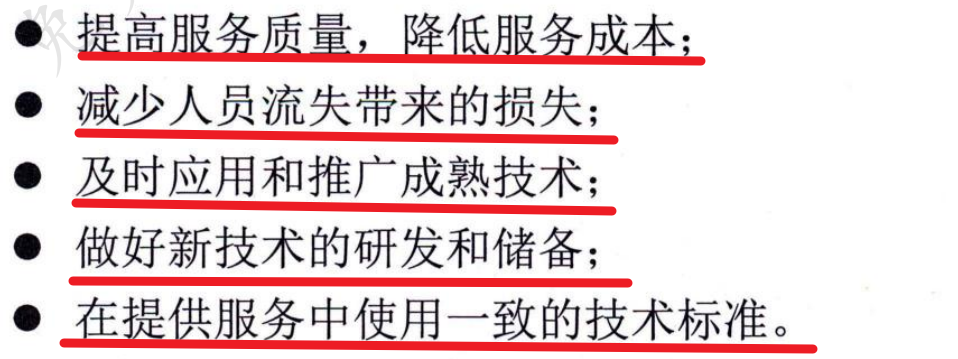 ● 提高服务质量，降低服务成本；
● 减少人员流失带来的损失；
● 及时应用和推广成熟技术；
● 做好新技术的研发和储备；
● 在提供服务中使用一致的技术标准。